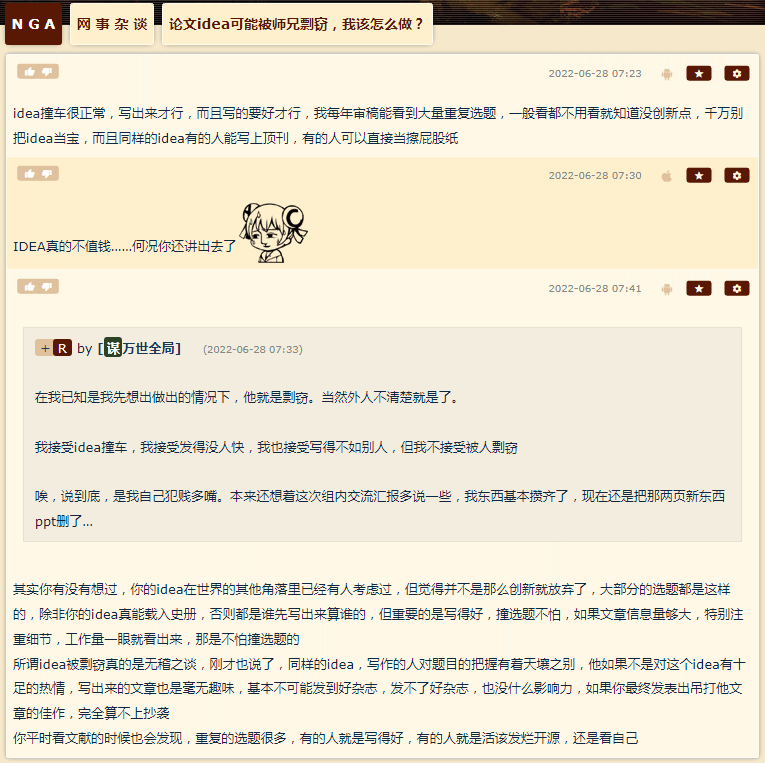 NGA 网事杂谈 论文idea可能被师兄剽窃，我该怎么做？
2022-06-28 07:23
idea撞车很正常，写出来才行，而且写的要好才行，我每年审稿能看到大量重复选题，一般看都不用看就知道没创新点，千万别
把idea当宝，而且同样的idea有的人能写上顶刊，有的人可以直接当擦屁股纸
2022-06-28 07:30
IDEA真的不值钱......何况你还讲出去了
2022-06-28 07:41
+ R by [谋万世全局] (2022-06-28 07:33)
在我已知是我先想出做出的情况下，他就是剽窃。当然外人不清楚就是了。
我接受idea撞车，我接受发得没人快，我也接受写得不如别人，但我不接受被人剽窃
唉，说到底，是我自己犯贱多嘴。本来还想着这次组内交流汇报多说一些，我东西基本攒齐了，现在还是把那两页新东西
ppt删了...
其实你有没有想过，你的idea在世界的其他角落里已经有人考虑过，但觉得并不是那么创新就放弃了，大部分的选题都是这样
的，除非你的idea真能载入史册，否则都是谁先写出来算谁的，但重要的是写得好，撞选题不怕，如果文章信息量够大，特别注
重细节，工作量一眼就看出来，那是不怕撞选题的
所谓idea被剽窃真的是无稽之谈，刚才也说了，同样的idea，写作的人对题目的把握有着天壤之别，他如果不是对这个idea有十
足的热情，写出来的文章也是毫无趣味，基本不可能发到好杂志，发不了好杂志，也没什么影响力，如果你最终发表出吊打他文
章的佳作，完全算不上抄袭
你平时看文献的时候也会发现，重复的选题很多，有的人就是写得好，有的人就是活该发烂开源，还是看自己